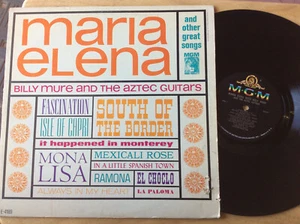 maria
elena
and other
great songs
MGM
BILLY MURE AND THE AZTEC GUITARS
FASCINATION
ISLE OF CAPRI
SOUTH OF THE BORDER
it happened in monterey
MONA LISA
MEXICALI ROSE
IN A LITTLE SPANISH TOWN
RAMONA
EL CHOCLO
ALWAYS IN MY HEART
LA PALOMA
M-G-M